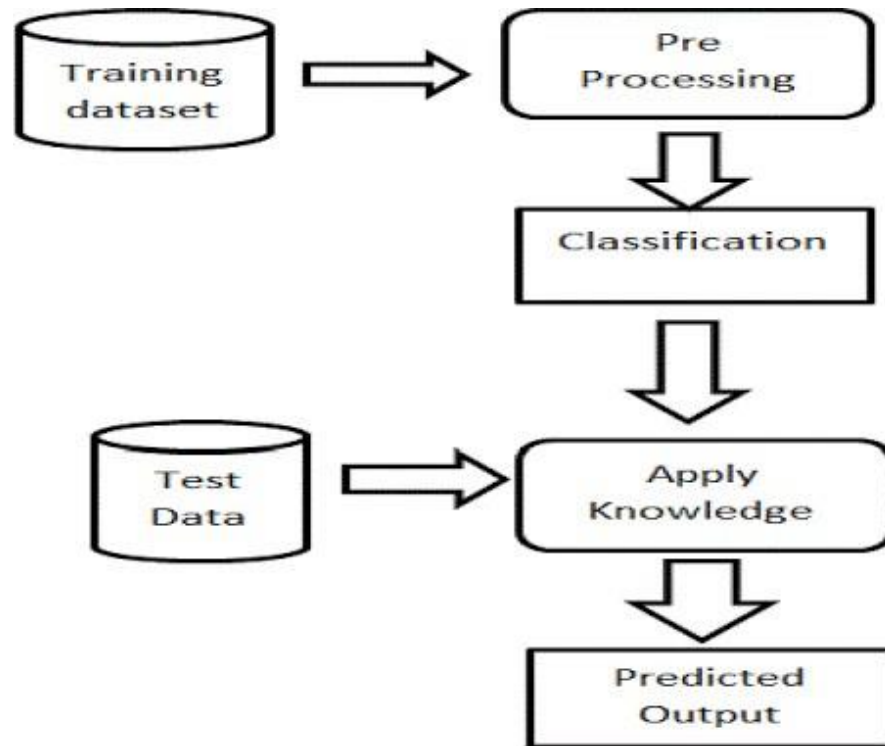 Training
dataset
Pre
Processing
Classification
Test
Data
Apply
Knowledge
Predicted
Output